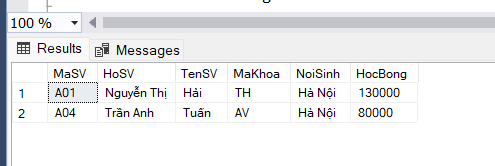 100 %
Results Messages
MaSV HoSV TenSV MaKhoa NoiSinh HocBong
1 A01 Nguyễn Thị Hải TH Hà Nội 130000
2 A04 Trần Anh Tuấn AV Hà Nội 80000